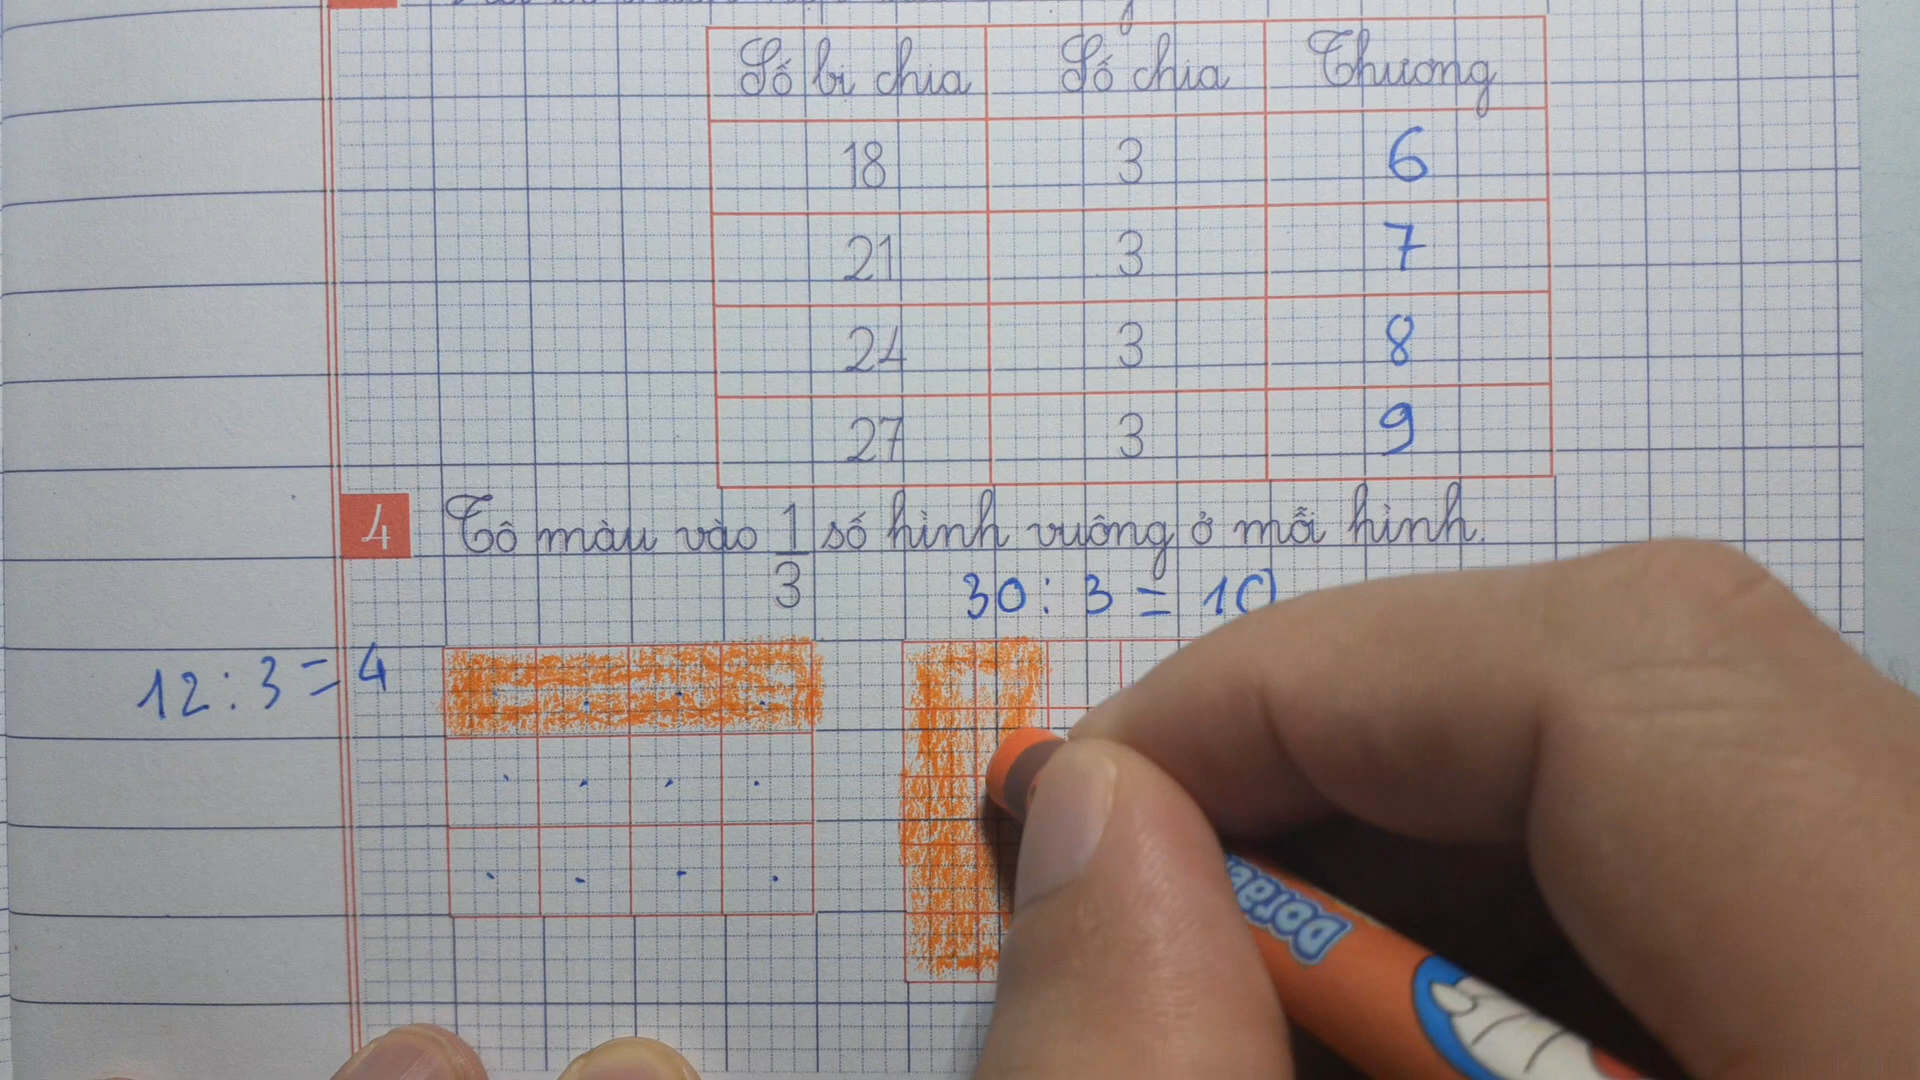 Số bị chia Số chia Thương
18 3 6
21 3 7
24 3 8
27 3 9
4 Tô màu vào 1/3 số hình vuông ở mỗi hình.
30 : 3 = 10
12 : 3 = 4